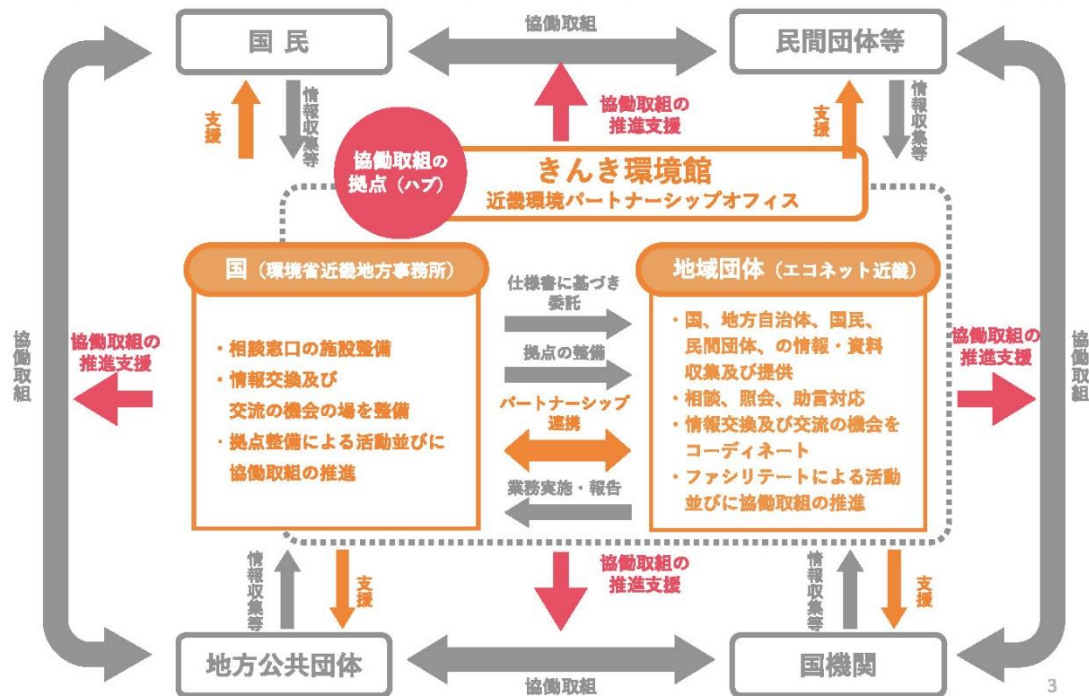 協働取組
国民
民間団体等
支援
情報収集等
協働取組の
推進支援
支援
情報収集等
協働取組の
拠点（ハブ）
きんき環境館
近畿環境パートナーシップオフィス
協働取組
協働取組の
推進支援
国（環境省近畿地方事務所）
・相談窓口の施設整備
・情報交換及び
交流の機会の場を整備
・拠点整備による活動並びに
協働取組の推進
仕様書に基づき
委託
拠点の整備
パートナーシップ
連携
業務実施・報告
地域団体（エコネット近畿）
・国、地方自治体、国民、
民間団体、の情報・資料
収集及び提供
・相談、照会、助言対応
・情報交換及び交流の機会を
コーディネート
・ファシリテートによる活動
並びに協働取組の推進
協働取組の
推進支援
協働取組
情報収集等
支援
協働取組の
推進支援
情報収集等
支援
地方公共団体
協働取組
国機関
3